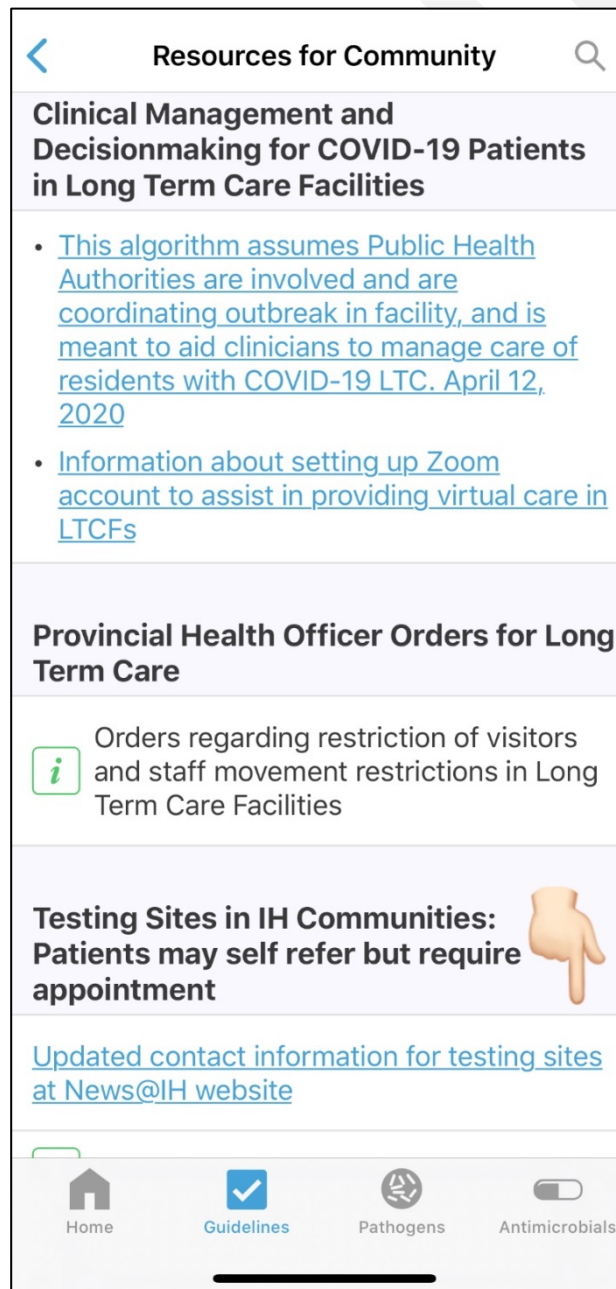 Resources for Community
Clinical Management and
Decisionmaking for COVID-19 Patients
in Long Term Care Facilities
• This algorithm assumes Public Health
Authorities are involved and are
coordinating outbreak in facility, and is
meant to aid clinicians to manage care of
residents with COVID-19 LTC. April 12,
2020
• Information about setting up Zoom
account to assist in providing virtual care in
LTCFs
Provincial Health Officer Orders for Long
Term Care
i
Orders regarding restriction of visitors
and staff movement restrictions in Long
Term Care Facilities
Testing Sites in IH Communities:
Patients may self refer but require
appointment
Updated contact information for testing sites
at News@IH website
Home Guidelines Pathogens Antimicrobials